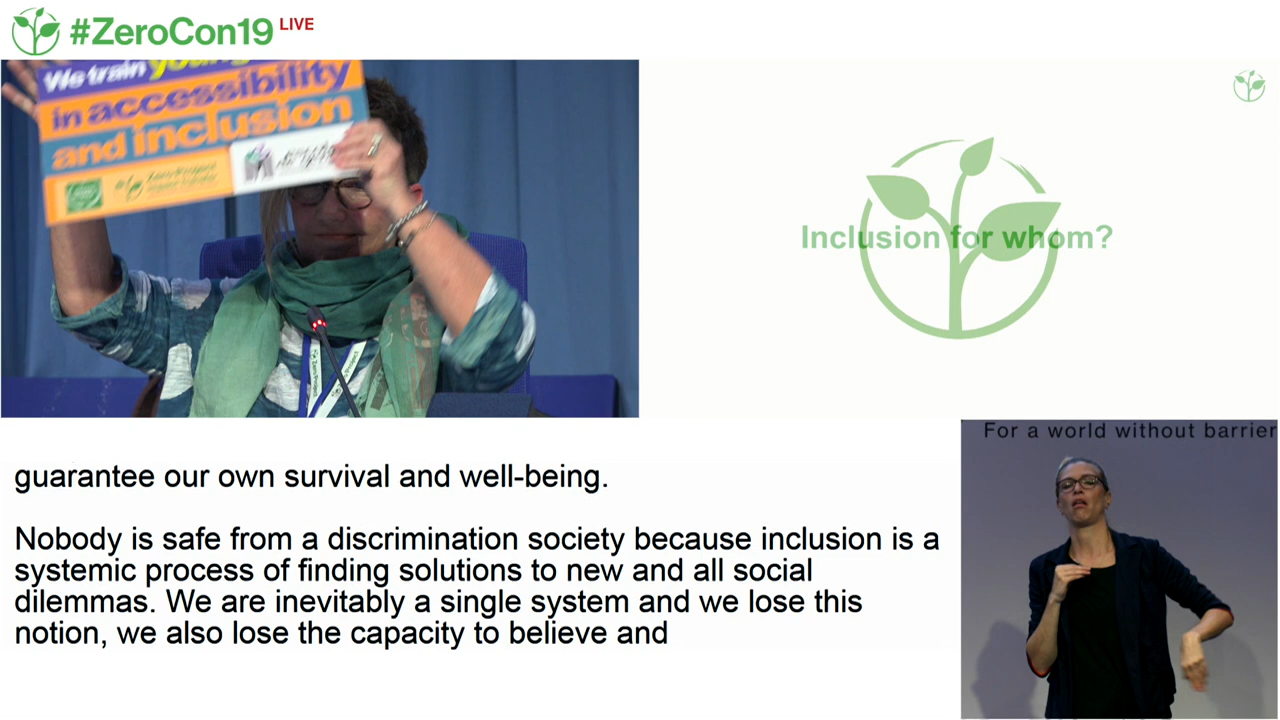 #ZeroCon19 LIVE
We train young
in accessibility
and inclusion
Inclusion for whom?
For a world without barrier
guarantee our own survival and well-being.
Nobody is safe from a discrimination society because inclusion is a
systemic process of finding solutions to new and all social
dilemmas. We are inevitably a single system and we lose this
notion, we also lose the capacity to believe and